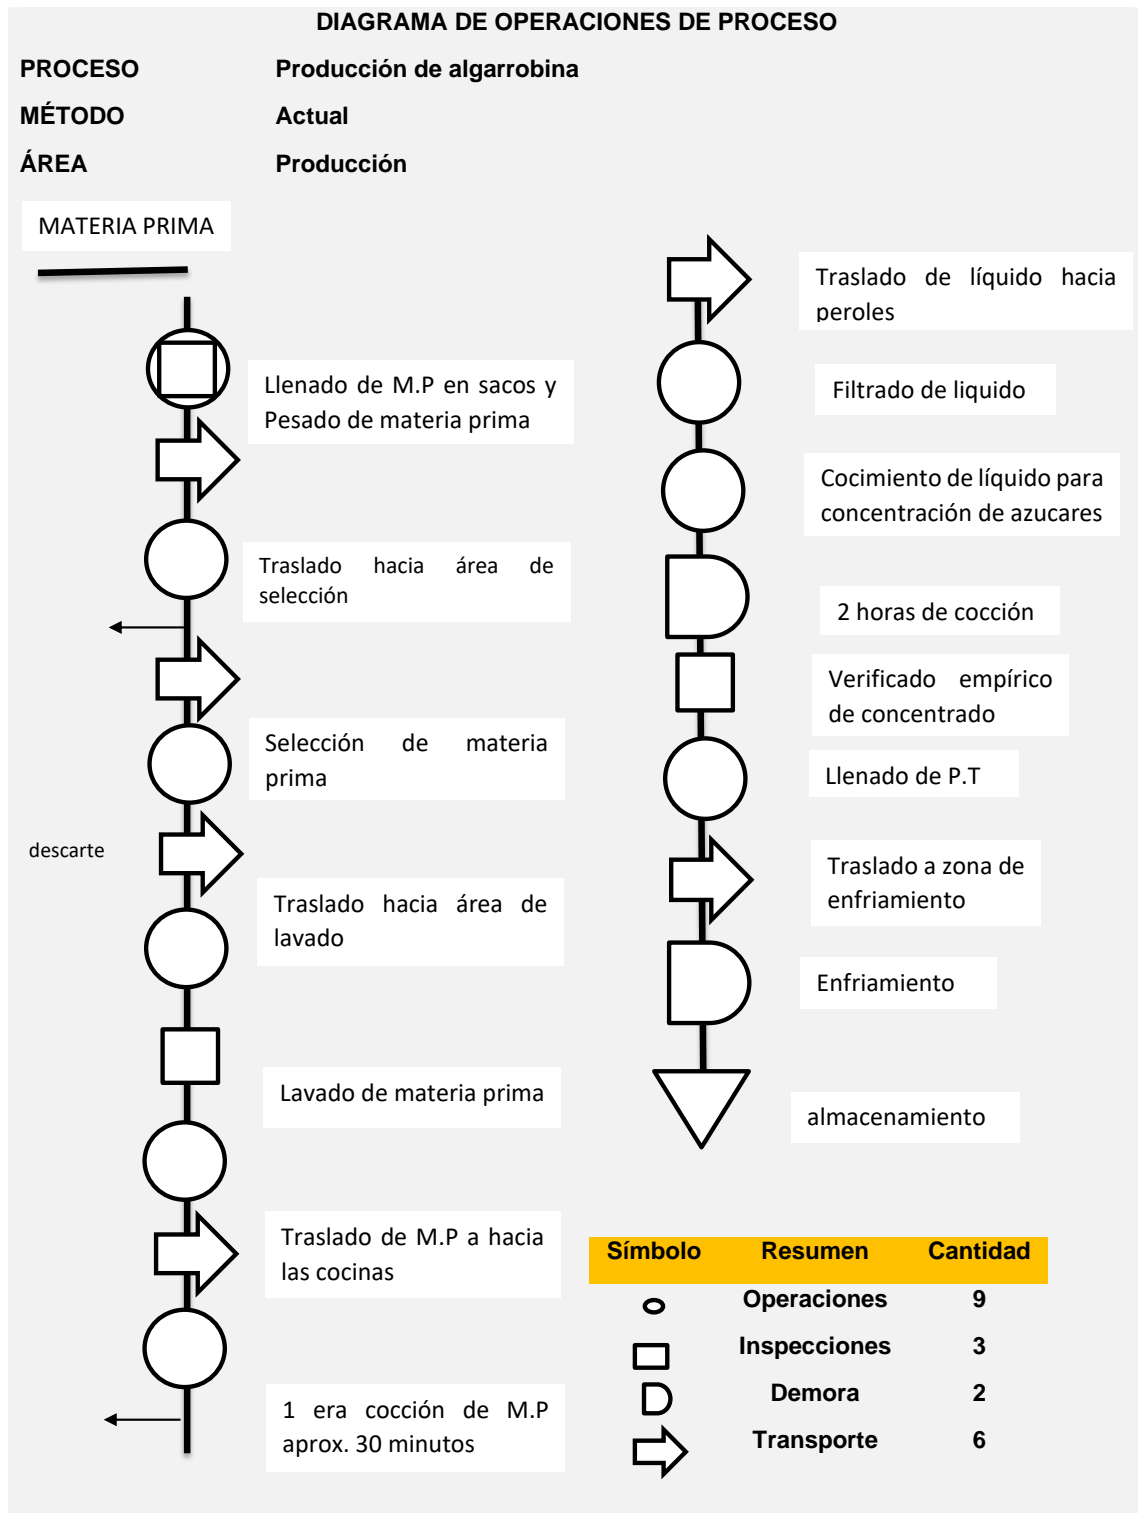 DIAGRAMA DE OPERACIONES DE PROCESO
PROCESO Producción de algarrobina
MÉTODO Actual
ÁREA Producción
MATERIA PRIMA
Llenado de M.P en sacos y
Pesado de materia prima
Traslado hacia área de
selección
Selección de materia
prima
descarte
Traslado hacia área de
lavado
Lavado de materia prima
Traslado de M.P a hacia
las cocinas
1 era cocción de M.P
aprox. 30 minutos
Traslado de líquido hacia
peroles
Filtrado de liquido
Cocimiento de líquido para
concentración de azucares
2 horas de cocción
Verificado empírico
de concentrado
Llenado de P.T
Traslado a zona de
enfriamiento
Enfriamiento
almacenamiento
Símbolo Resumen Cantidad
Operaciones 9
Inspecciones 3
Demora 2
Transporte 6